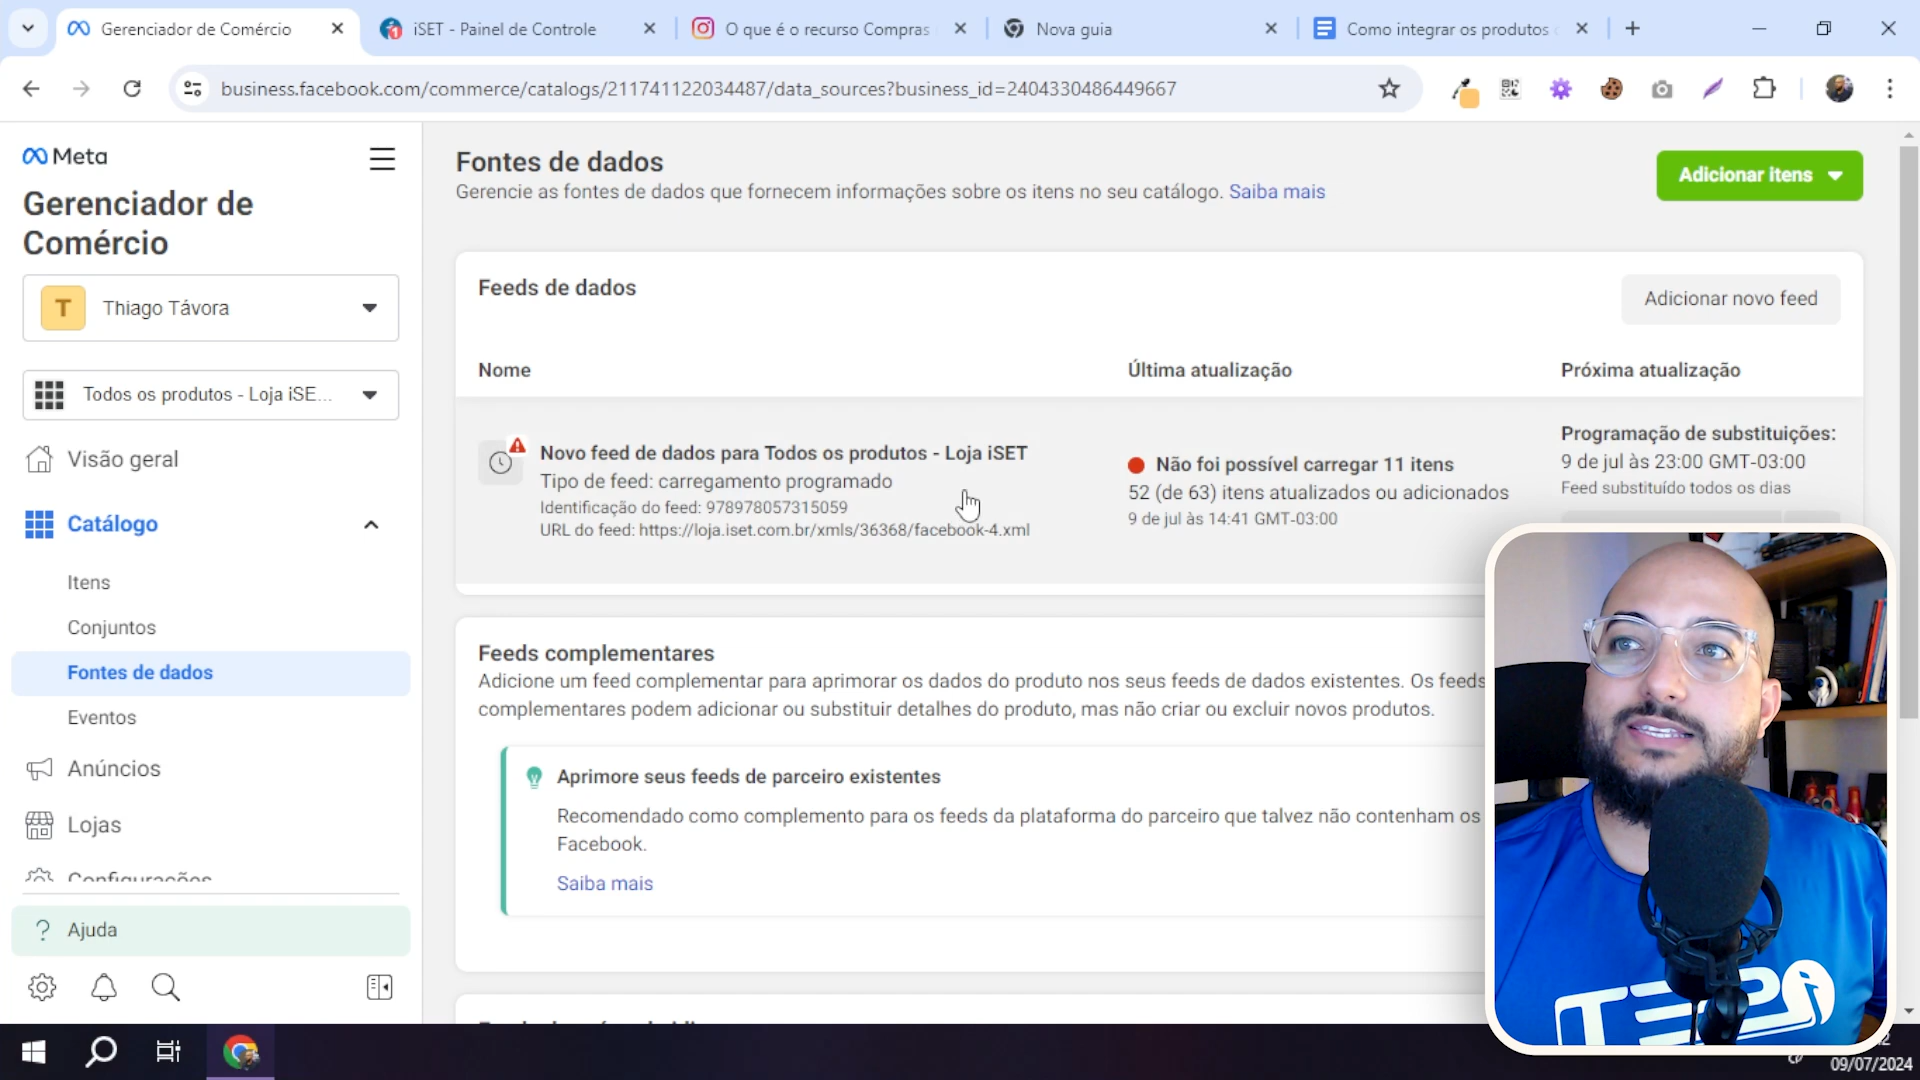 Gerenciador de Comércio
iSET - Painel de Controle
O que é o recurso Compras
Nova guia
Como integrar os produtos
business.facebook.com/commerce/catalogs/211741122034487/data_sources?business_id=2404330486449667
Meta
Gerenciador de
Comércio
T
Thiago Távora
Todos os produtos - Loja iSE...
Visão geral
Catálogo
Itens
Conjuntos
Fontes de dados
Eventos
Anúncios
Lojas
Configurações
Ajuda
Fontes de dados
Gerencie as fontes de dados que fornecem informações sobre os itens no seu catálogo. Saiba mais
Adicionar itens
Feeds de dados
Adicionar novo feed
Nome
Última atualização
Próxima atualização
Novo feed de dados para Todos os produtos - Loja iSET
Tipo de feed: carregamento programado
Identificação do feed: 978978057315059
URL do feed: https://loja.iset.com.br/xmls/36368/facebook-4.xml
Não foi possível carregar 11 itens
52 (de 63) itens atualizados ou adicionados
9 de jul às 14:41 GMT-03:00
Programação de substituições:
9 de jul às 23:00 GMT-03:00
Feed substituído todos os dias
Feeds complementares
Adicione um feed complementar para aprimorar os dados do produto nos seus feeds de dados existentes. Os feeds
complementares podem adicionar ou substituir detalhes do produto, mas não criar ou excluir novos produtos.
Aprimore seus feeds de parceiro existentes
Recomendado como complemento para os feeds da plataforma do parceiro que talvez não contenham os
Facebook.
Saiba mais
09/07/2024